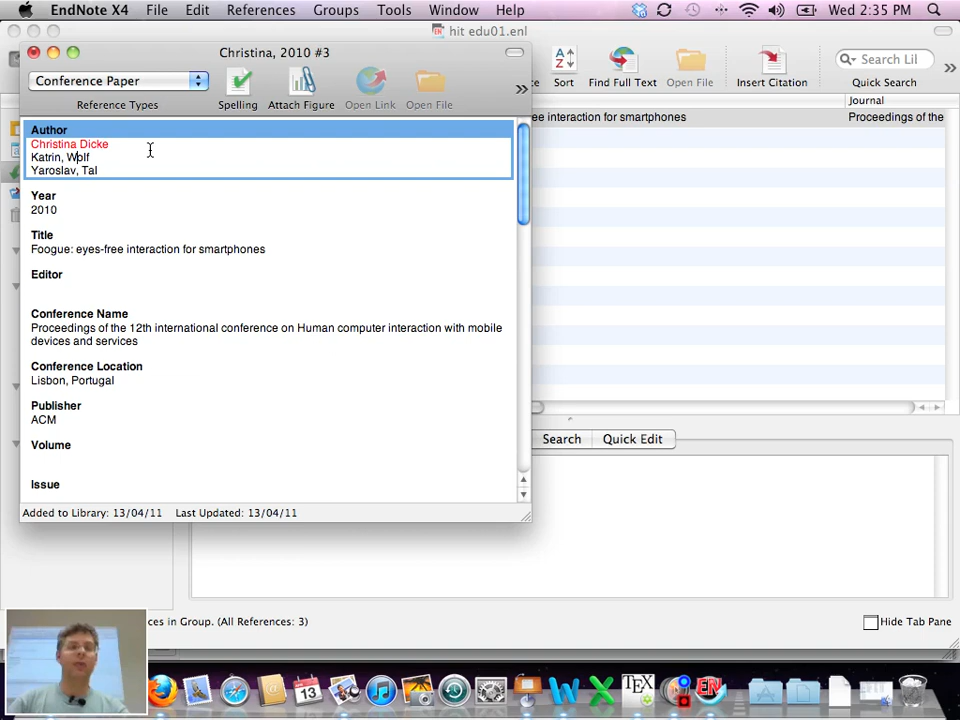 EndNote X4 File Edit References Groups Tools Window Help Wed 2:35 PM
hit edu01.enl
Christina, 2010 #3
Conference Paper
Reference Types
Spelling
Attach Figure
Open Link
Open File
»
Sort
Find Full Text
Open File
Insert Citation
Search Lib
Quick Search
»
Journal
ee interaction for smartphones
Proceedings of the
Author
Christina Dicke
Katrin, Wolf
Yaroslav, Tal
Year
2010
Title
Foogue: eyes-free interaction for smartphones
Editor
Conference Name
Proceedings of the 12th international conference on Human computer interaction with mobile
devices and services
Conference Location
Lisbon, Portugal
Publisher
ACM
Volume
Issue
Added to Library: 13/04/11 Last Updated: 13/04/11
Search
Quick Edit
ces in Group. (All References: 3)
Hide Tab Pane
13
TEX
EN